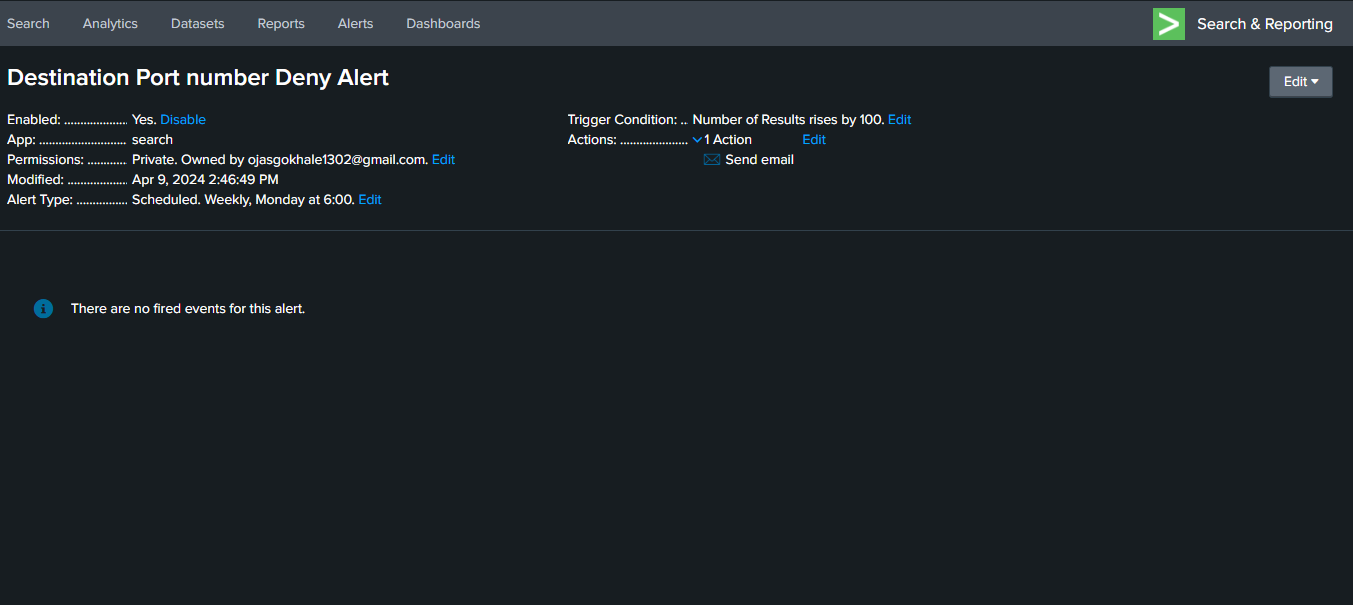 Search Analytics Datasets Reports Alerts Dashboards Search & Reporting
Destination Port number Deny Alert
Edit
Enabled: .................... Yes. Disable
App: ........................... search
Permissions: ............ Private. Owned by ojasgokhale1302@gmail.com. Edit
Modified: ................... Apr 9, 2024 2:46:49 PM
Alert Type: ................ Scheduled. Weekly, Monday at 6:00. Edit
Trigger Condition: .. Number of Results rises by 100. Edit
Actions: ..................... 1 Action Edit
Send email
There are no fired events for this alert.